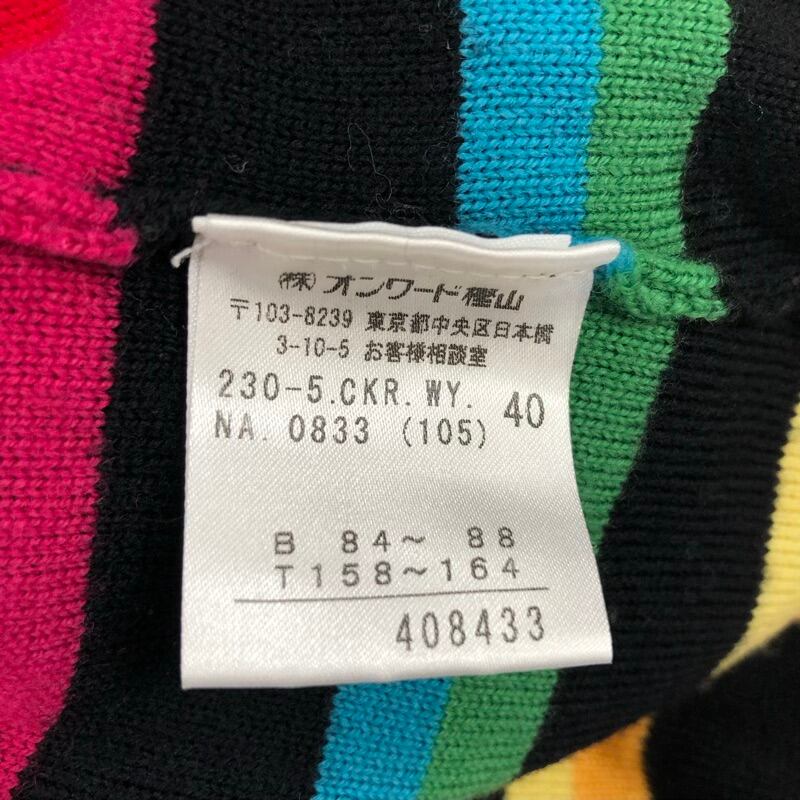 (株)オンワード樫山
〒103-8239 東京都中央区日本橋
3-10-5 お客様相談室
230-5.CKR.WY. 40
NA. 0833 (105)
B 84～ 88
T 158～164
408433